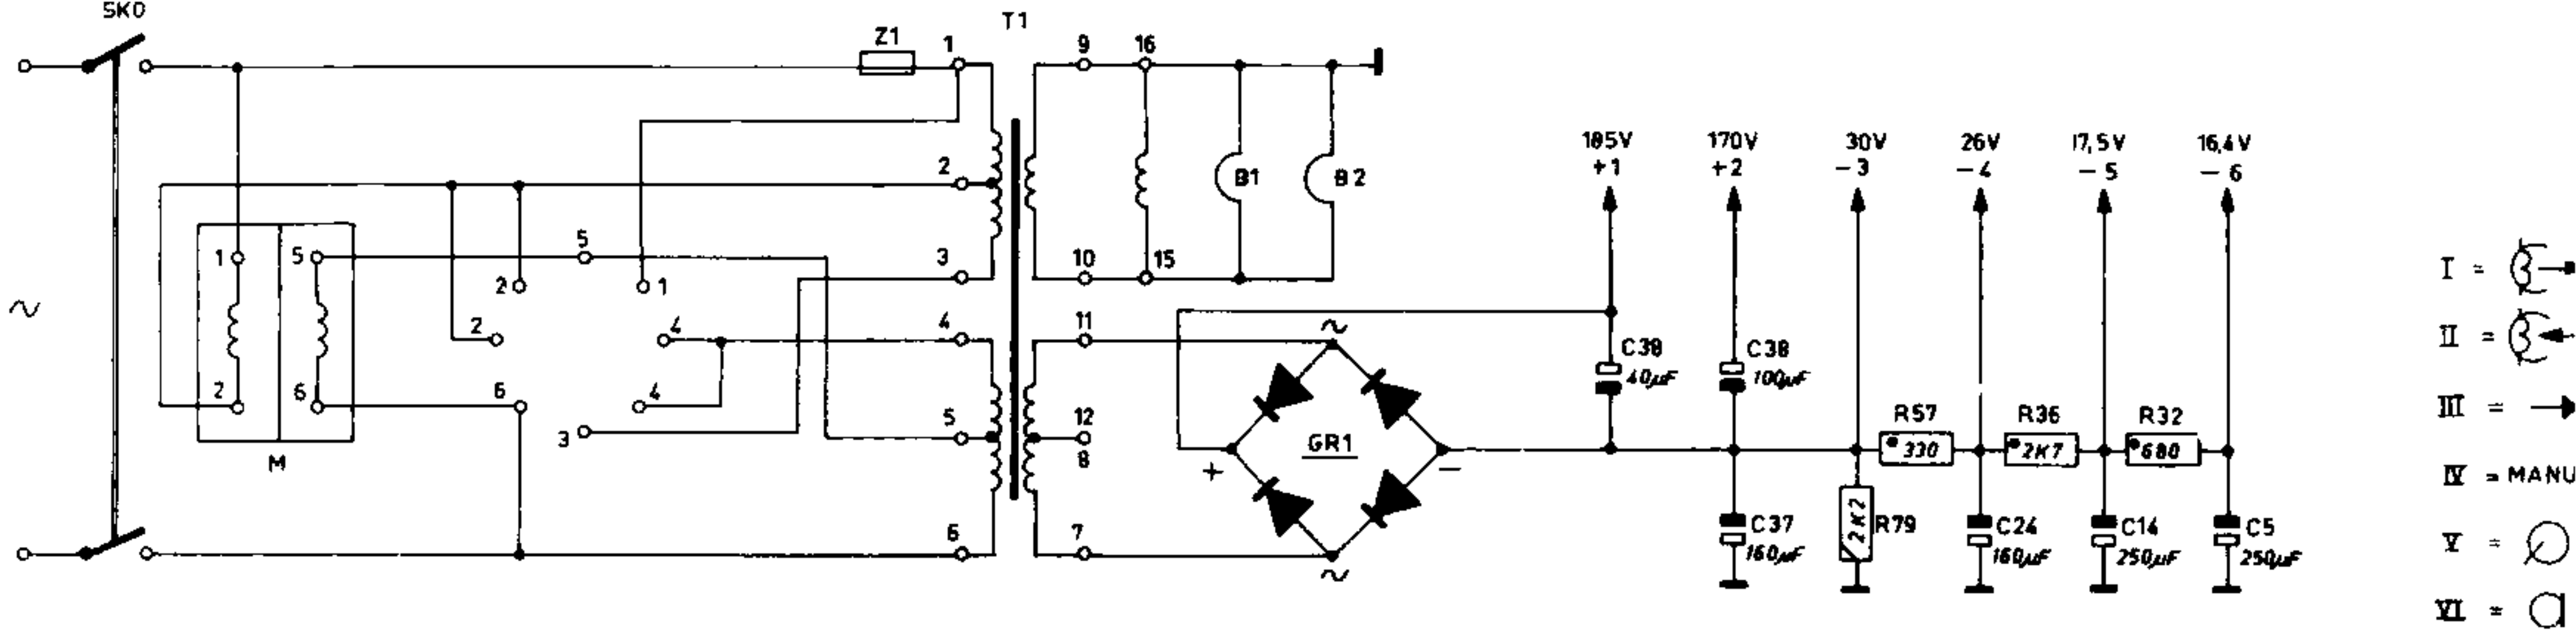 SK0
T1
Z1
1
9
16
2
3
10
15
B1
B2
185V
+1
170V
+2
30V
-3
26V
-4
17,5V
-5
16,4V
-6
1
5
5
2
1
2
4
2
6
6
4
3
M
4
11
5
12
8
6
7
~
~
~
+
-
GR1
C38
40µF
C38
100µF
R57
330
R36
2K7
R32
680
C37
160µF
2K2
R79
C24
160µF
C14
250µF
C5
250µF
I =
II =
III =
IV = MANU
V =
VI =